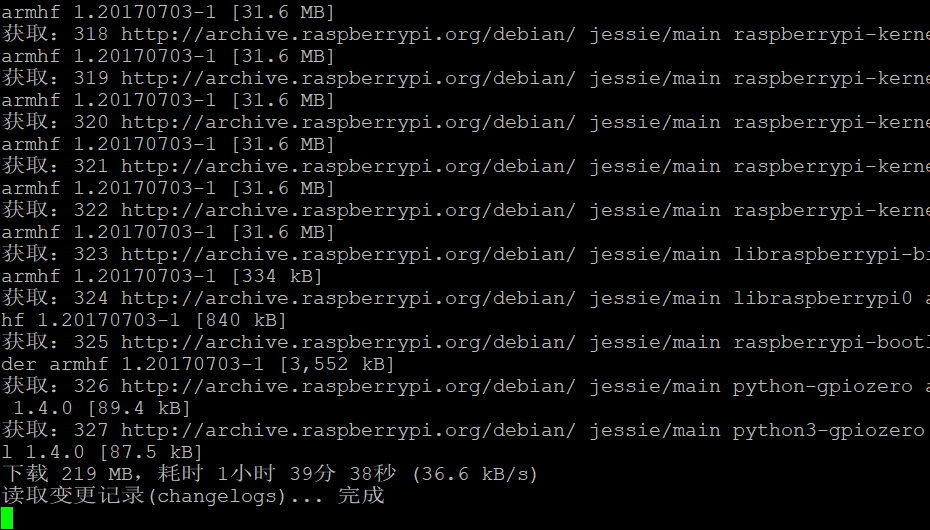 armhf 1.20170703-1 [31.6 MB]
获取：318 http://archive.raspberrypi.org/debian/ jessie/main raspberrypi-kerne
armhf 1.20170703-1 [31.6 MB]
获取：319 http://archive.raspberrypi.org/debian/ jessie/main raspberrypi-kerne
armhf 1.20170703-1 [31.6 MB]
获取：320 http://archive.raspberrypi.org/debian/ jessie/main raspberrypi-kerne
armhf 1.20170703-1 [31.6 MB]
获取：321 http://archive.raspberrypi.org/debian/ jessie/main raspberrypi-kerne
armhf 1.20170703-1 [31.6 MB]
获取：322 http://archive.raspberrypi.org/debian/ jessie/main raspberrypi-kerne
armhf 1.20170703-1 [31.6 MB]
获取：323 http://archive.raspberrypi.org/debian/ jessie/main libraspberrypi-bi
armhf 1.20170703-1 [334 kB]
获取：324 http://archive.raspberrypi.org/debian/ jessie/main libraspberrypi0 a
hf 1.20170703-1 [840 kB]
获取：325 http://archive.raspberrypi.org/debian/ jessie/main raspberrypi-bootl
der armhf 1.20170703-1 [3,552 kB]
获取：326 http://archive.raspberrypi.org/debian/ jessie/main python-gpiozero a
1.4.0 [89.4 kB]
获取：327 http://archive.raspberrypi.org/debian/ jessie/main python3-gpiozero
l 1.4.0 [87.5 kB]
下载 219 MB，耗时 1小时 39分 38秒 (36.6 kB/s)
读取变更记录(changelogs)... 完成